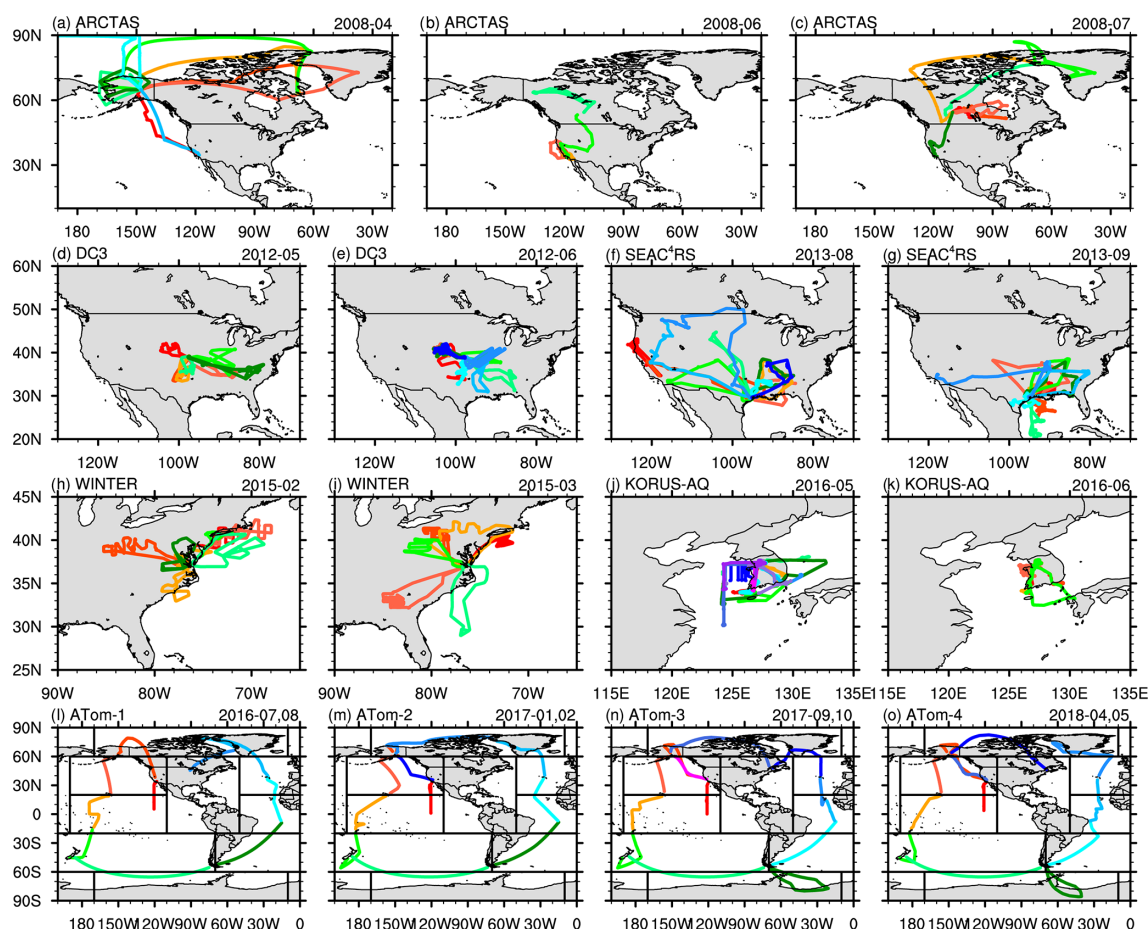 (a) ARCTAS 2008-04 (b) ARCTAS 2008-06 (c) ARCTAS 2008-07
90N
60N
30N
180 150W 120W 90W 60W 30W 180 150W 120W 90W 60W 30W 180 150W 120W 90W 60W 30W
(d) DC3 2012-05 (e) DC3 2012-06 (f) SEAC⁴RS 2013-08 (g) SEAC⁴RS 2013-09
60N
50N
40N
30N
20N
120W 100W 80W 120W 100W 80W 120W 100W 80W 120W 100W 80W
(h) WINTER 2015-02 (i) WINTER 2015-03 (j) KORUS-AQ 2016-05 (k) KORUS-AQ 2016-06
45N
40N
35N
30N
25N
90W 80W 70W 90W 80W 70W 115E 120E 125E 130E 135E 115E 120E 125E 130E 135E
(l) ATom-1 2016-07,08 (m) ATom-2 2017-01,02 (n) ATom-3 2017-09,10 (o) ATom-4 2018-04,05
90N
60N
30N
0
30S
60S
90S
180 150W 120W 90W 60W 30W 0 180 150W 120W 90W 60W 30W 0 180 150W 120W 90W 60W 30W 0 180 150W 120W 90W 60W 30W 0